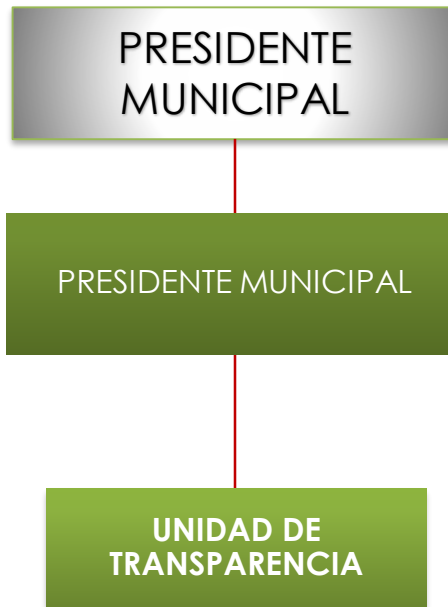 PRESIDENTE
MUNICIPAL
PRESIDENTE MUNICIPAL
UNIDAD DE
TRANSPARENCIA